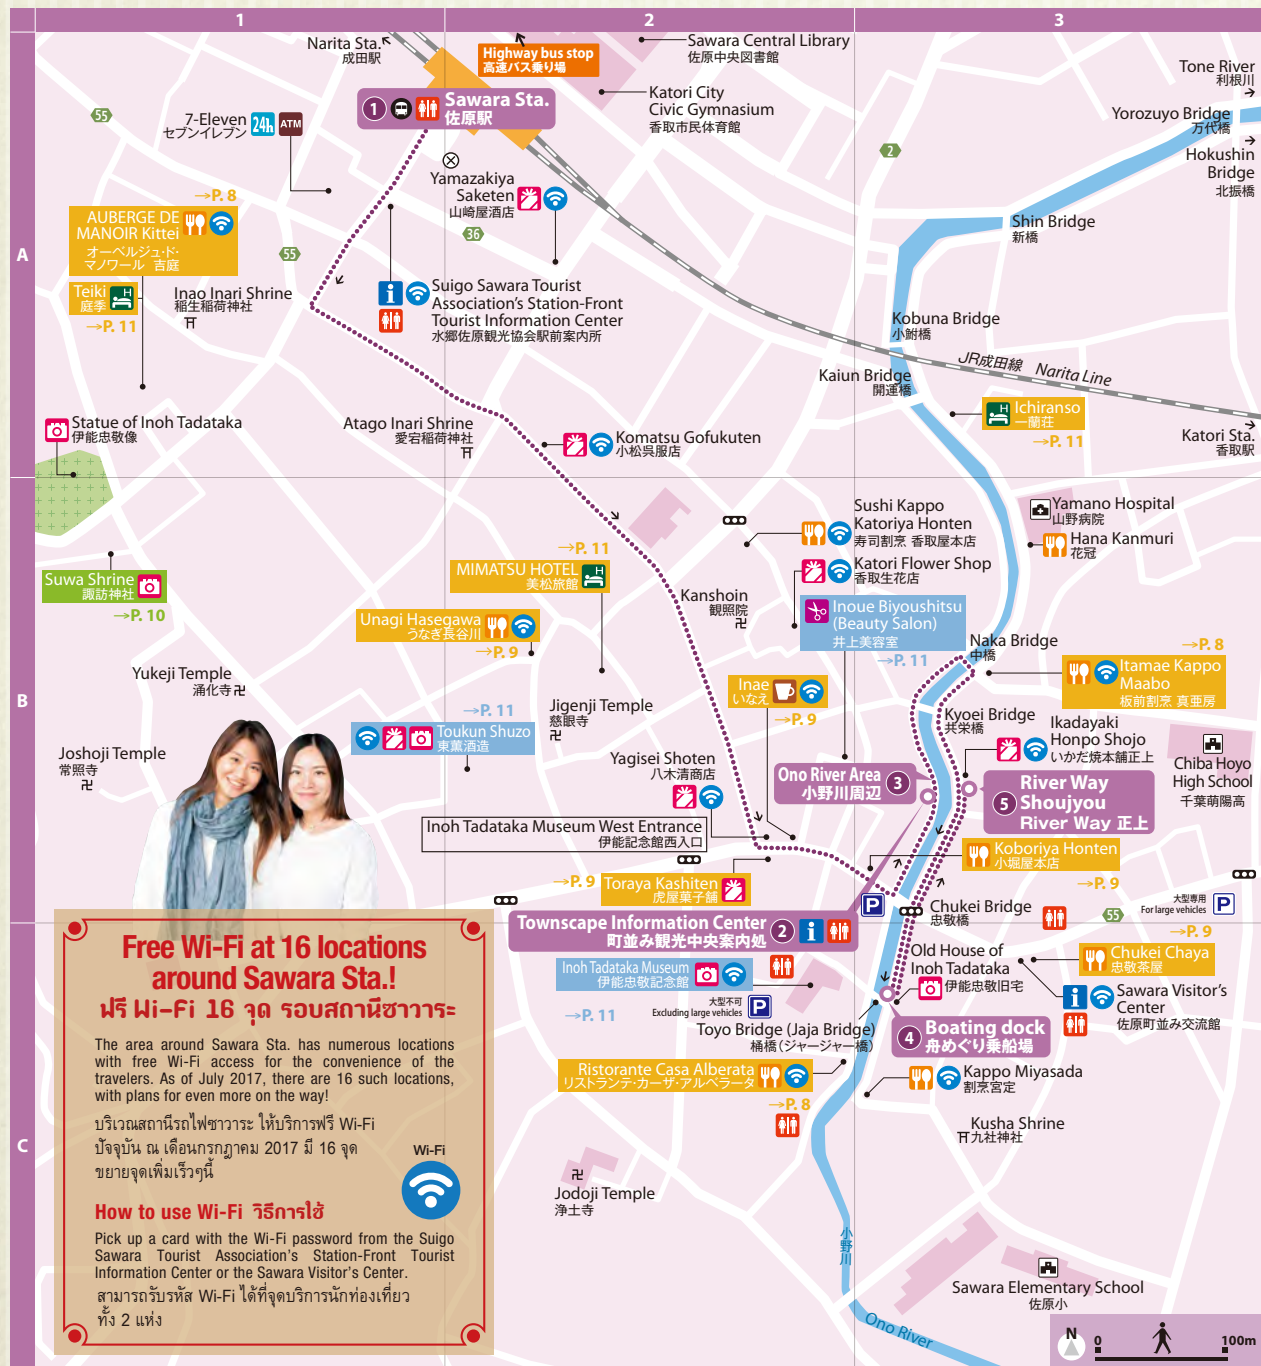 1
2
3
A
B
C
Narita Sta.
成田駅
Highway bus stop
高速バス乗り場
Sawara Central Library
佐原中央図書館
Tone River
利根川
55
7-Eleven
セブンイレブン
24h
ATM
1
Sawara Sta.
佐原駅
Katori City
Civic Gymnasium
香取市民体育館
Yorozuyo Bridge
万代橋
2
Hokushin
Bridge
北振橋
→P. 8
AUBERGE DE
MANOIR Kittei
オーベルジュ・ド・
マノワール 吉庭
Yamazakiya
Saketen
山崎屋酒店
36
55
Shin Bridge
新橋
Teiki
庭季
H
→P. 11
Inao Inari Shrine
稲生稲荷神社
i
Suigo Sawara Tourist
Association's Station-Front
Tourist Information Center
水郷佐原観光協会駅前案内所
Kobuna Bridge
小鮒橋
JR成田線 Narita Line
Kaiun Bridge
開運橋
H
Ichiranso
一蘭荘
→P. 11
Katori Sta.
香取駅
Statue of Inoh Tadataka
伊能忠敬像
Atago Inari Shrine
愛宕稲荷神社
Komatsu Gofukuten
小松呉服店
Sushi Kappo
Katoriya Honten
寿司割烹 香取屋本店
Yamano Hospital
山野病院
Hana Kanmuri
花冠
Suwa Shrine
諏訪神社
→P. 10
→P. 11
MIMATSU HOTEL
美松旅館
H
Katori Flower Shop
香取生花店
Kanshoin
観照院
Inoue Biyoushitsu
(Beauty Salon)
井上美容室
→P. 11
Unagi Hasegawa
うなぎ長谷川
→P. 9
Naka Bridge
中橋
→P. 8
Itamae Kappo
Maabo
板前割烹 真亜房
Yukeji Temple
涌化寺
Inae
いなえ
→P. 9
Jigenji Temple
慈眼寺
→P. 11
Toukun Shuzo
東薫酒造
Kyoei Bridge
共栄橋
Ikadayaki
Honpo Shojo
いかだ焼本舗正上
Joshoji Temple
常照寺
Yagisei Shoten
八木清商店
Chiba Hoyo
High School
千葉萌陽高
Ono River Area
小野川周辺
3
5
River Way
Shoujyou
River Way 正上
Inoh Tadataka Museum West Entrance
伊能記念館西入口
Koboriya Honten
小堀屋本店
→P. 9
→P. 9
Toraya Kashiten
虎屋菓子舗
P
Chukei Bridge
忠敬橋
55
大型専用
For large vehicles
P
Townscape Information Center
町並み観光中央案内処
2
i
→P. 9
Chukei Chaya
忠敬茶屋
Inoh Tadataka Museum
伊能忠敬記念館
→P. 11
大型不可
Excluding large vehicles
P
Old House of
Inoh Tadataka
伊能忠敬旧宅
i
Sawara Visitor's
Center
佐原町並み交流館
Toyo Bridge (Jaja Bridge)
樋橋(ジャージャー橋)
4
Boating dock
舟めぐり乗船場
Ristorante Casa Alberata
リストランテ・カーザ・アルベラータ
→P. 8
Kappo Miyasada
割烹宮定
Kusha Shrine
九社神社
Jodoji Temple
浄土寺
小野川
Sawara Elementary School
佐原小
Ono River
N
0
100m
Free Wi-Fi at 16 locations
around Sawara Sta.!
ฟรี Wi-Fi 16 จุด รอบสถานีซาวาระ
The area around Sawara Sta. has numerous locations
with free Wi-Fi access for the convenience of the
travelers. As of July 2017, there are 16 such locations,
with plans for even more on the way!
บริเวณสถานีรถไฟซาวาระ ให้บริการฟรี Wi-Fi
ปัจจุบัน ณ เดือนกรกฎาคม 2017 มี 16 จุด
ขยายจุดเพิ่มเร็วๆนี้
Wi-Fi
How to use Wi-Fi วิธีการใช้
Pick up a card with the Wi-Fi password from the Suigo
Sawara Tourist Association's Station-Front Tourist
Information Center or the Sawara Visitor's Center.
สามารถรับรหัส Wi-Fi ได้ที่จุดบริการนักท่องเที่ยว
ทั้ง 2 แห่ง